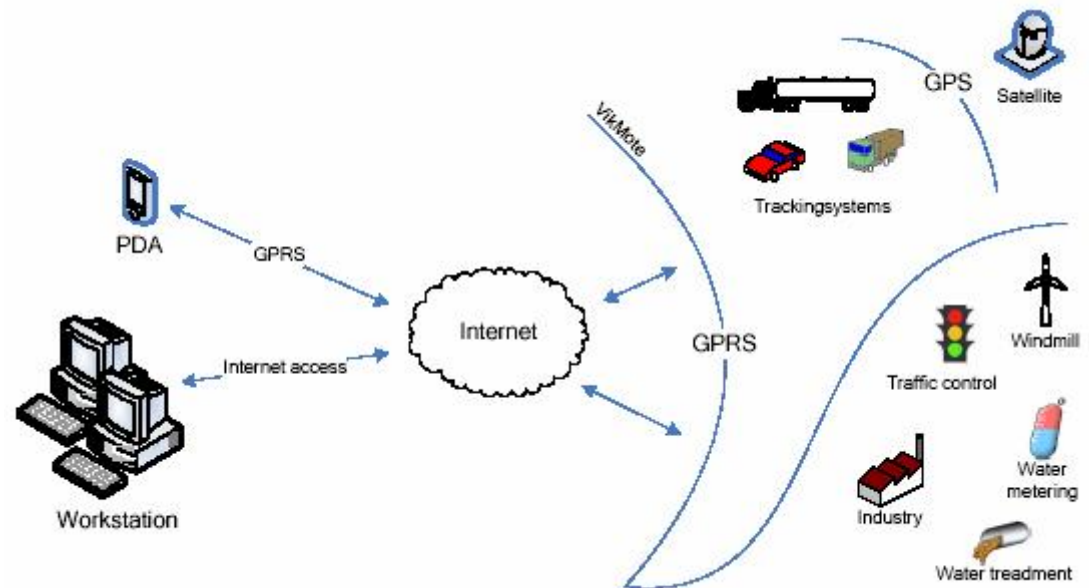 GPS
Satellite
VikMote
Trackingsystems
PDA
GPRS
Internet
Internet access
GPRS
Windmill
Traffic control
Water
metering
Industry
Workstation
Water treadment